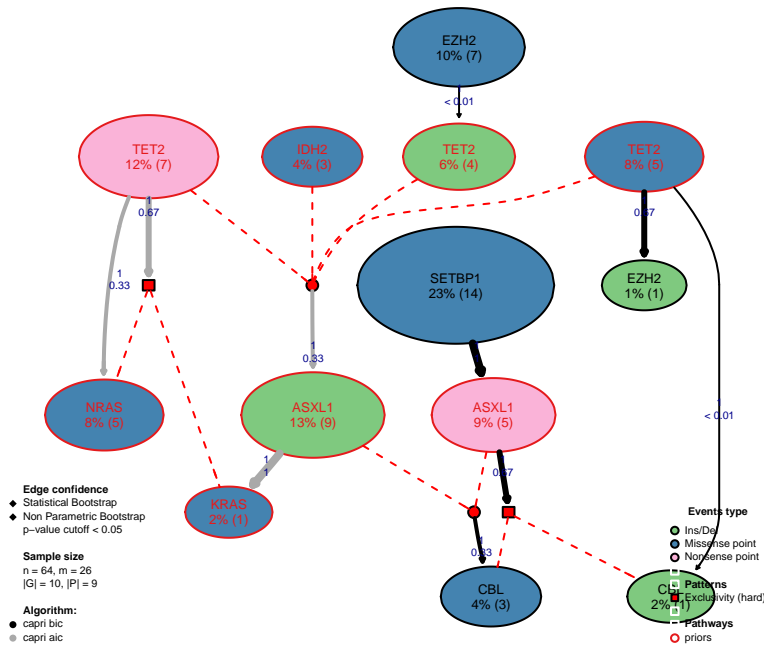 EZH2
10% (7)
< 0.01
TET2
12% (7)
IDH2
4% (3)
TET2
6% (4)
TET2
8% (5)
1
0.67
0.67
SETBP1
23% (14)
EZH2
1% (1)
1
0.33
1
0.33
NRAS
8% (5)
ASXL1
13% (9)
ASXL1
9% (5)
< 0.01
1
1
0.67
KRAS
2% (1)
1
0.33
CBL
4% (3)
CBL
2% (1)
Edge confidence
Statistical Bootstrap
Non Parametric Bootstrap
p−value cutoff < 0.05
Sample size
n = 64, m = 26
|G| = 10, |P| = 9
Algorithm:
capri bic
capri aic
Events type
Ins/Del
Missense point
Nonsense point
Patterns
Exclusivity (hard)
Pathways
priors